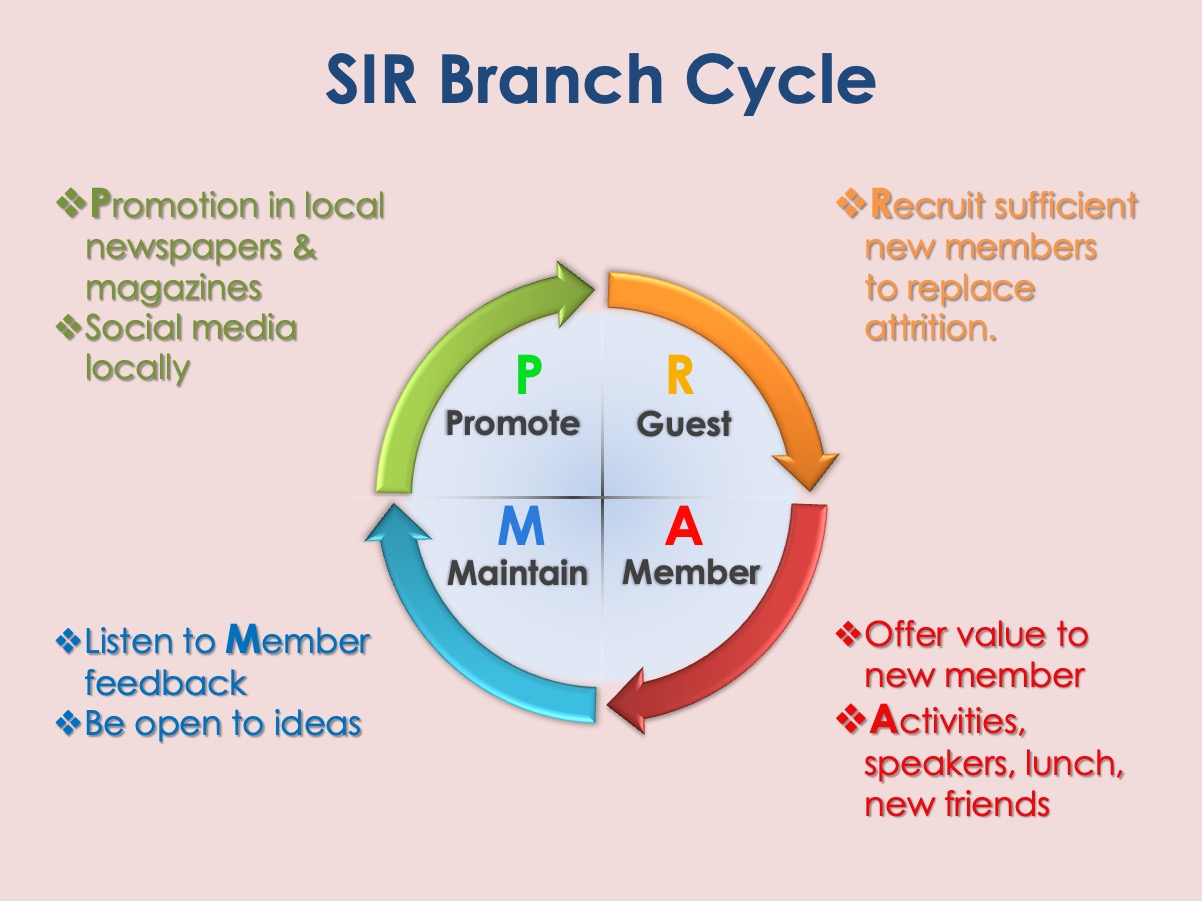 SIR Branch Cycle
❖Promotion in local
newspapers &
magazines
❖Social media
locally
❖Recruit sufficient
new members
to replace
attrition.
P
Promote
R
Guest
M
Maintain
A
Member
❖Listen to Member
feedback
❖Be open to ideas
❖Offer value to
new member
❖Activities,
speakers, lunch,
new friends